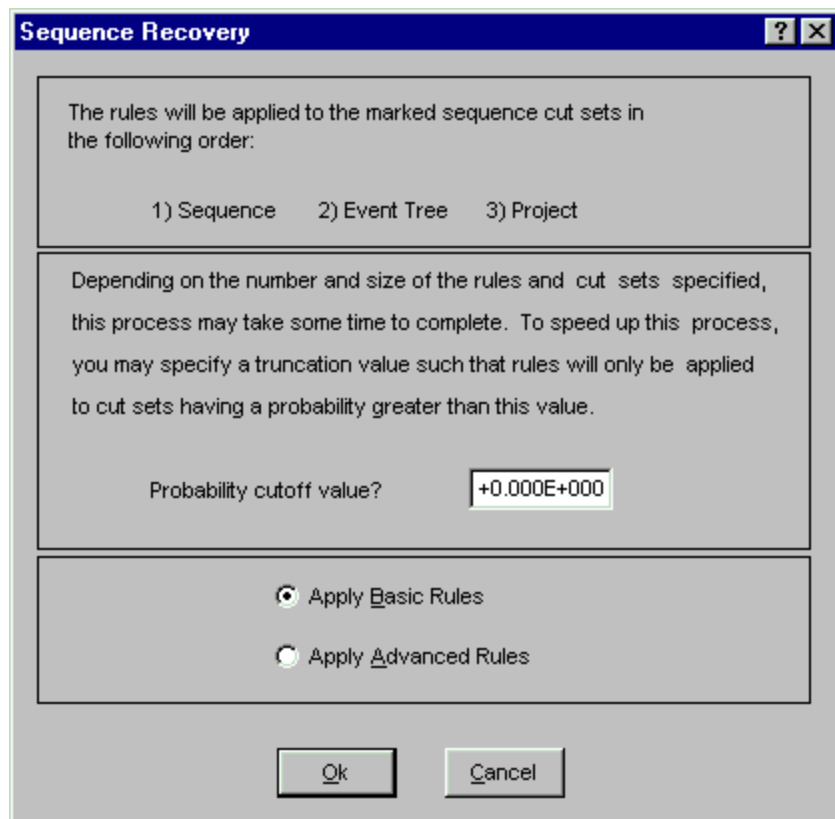 Sequence Recovery
The rules will be applied to the marked sequence cut sets in
the following order:
1) Sequence 2) Event Tree 3) Project
Depending on the number and size of the rules and cut sets specified,
this process may take some time to complete. To speed up this process,
you may specify a truncation value such that rules will only be applied
to cut sets having a probability greater than this value.
Probability cutoff value? +0.000E+000
Apply Basic Rules
Apply Advanced Rules
Ok Cancel